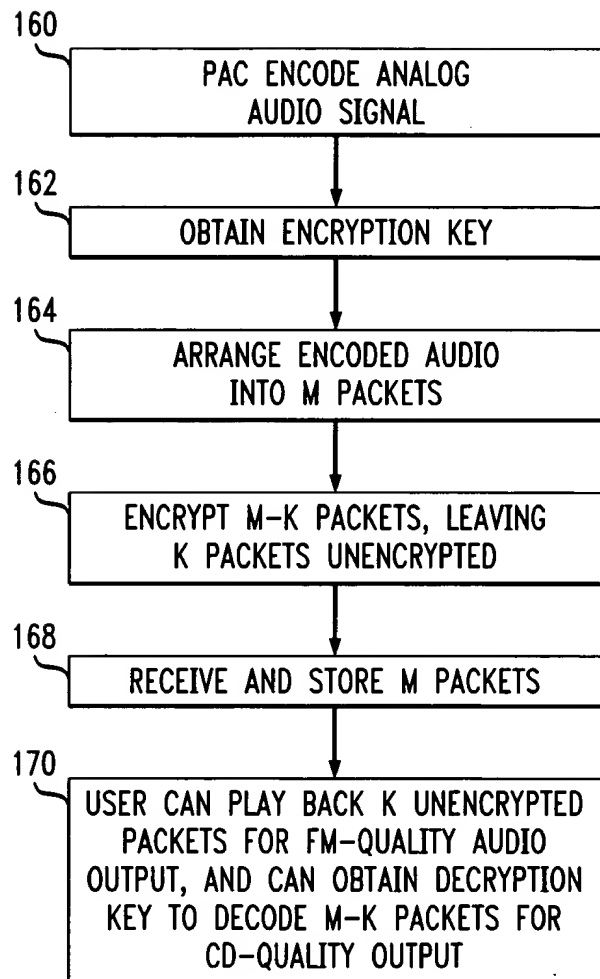 160
PAC ENCODE ANALOG
AUDIO SIGNAL
162
OBTAIN ENCRYPTION KEY
164
ARRANGE ENCODED AUDIO
INTO M PACKETS
166
ENCRYPT M-K PACKETS, LEAVING
K PACKETS UNENCRYPTED
168
RECEIVE AND STORE M PACKETS
170
USER CAN PLAY BACK K UNENCRYPTED
PACKETS FOR FM-QUALITY AUDIO
OUTPUT, AND CAN OBTAIN DECRYPTION
KEY TO DECODE M-K PACKETS FOR
CD-QUALITY OUTPUT